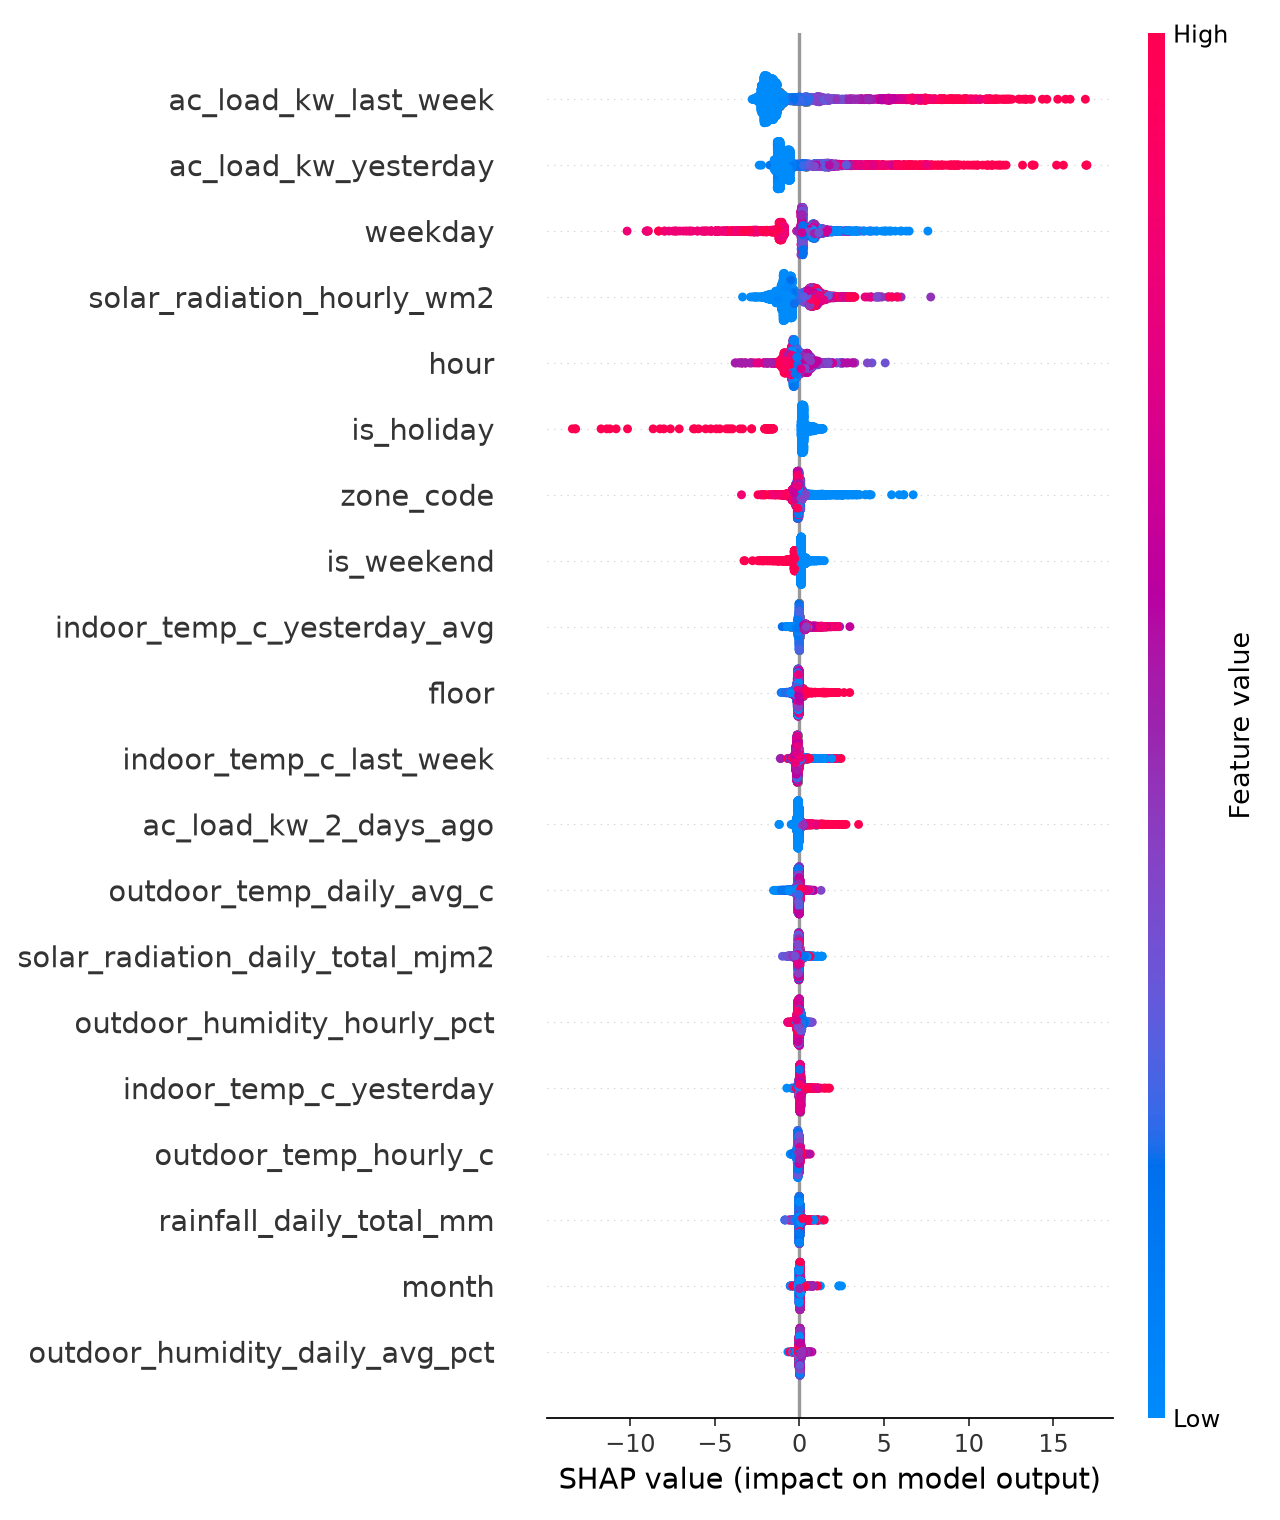 High
ac_load_kw_last_week
ac_load_kw_yesterday
weekday
solar_radiation_hourly_wm2
hour
is_holiday
zone_code
is_weekend
indoor_temp_c_yesterday_avg
floor
indoor_temp_c_last_week
ac_load_kw_2_days_ago
outdoor_temp_daily_avg_c
solar_radiation_daily_total_mjm2
outdoor_humidity_hourly_pct
indoor_temp_c_yesterday
outdoor_temp_hourly_c
rainfall_daily_total_mm
month
outdoor_humidity_daily_avg_pct
Feature value
Low
−10 −5 0 5 10 15
SHAP value (impact on model output)